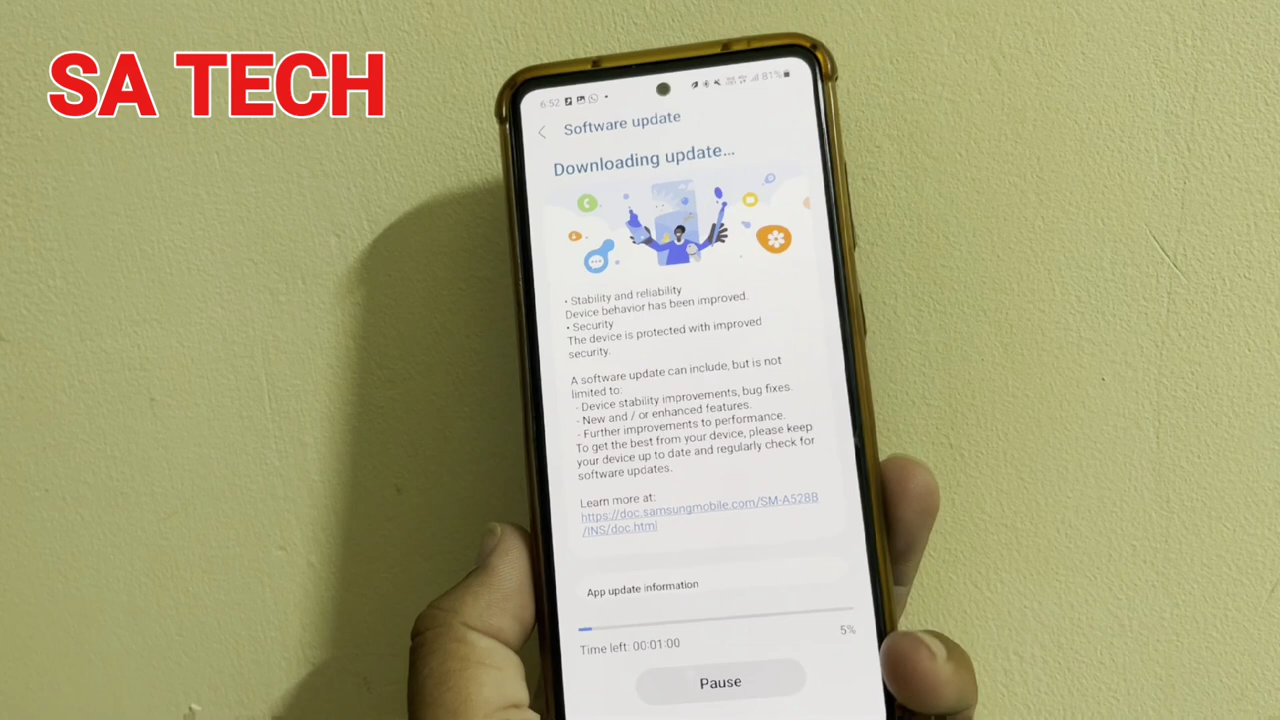 SA TECH
6:52
81%
Software update
Downloading update...
• Stability and reliability
Device behavior has been improved.
• Security
The device is protected with improved
security.
A software update can include, but is not
limited to:
- Device stability improvements, bug fixes.
- New and / or enhanced features.
- Further improvements to performance.
To get the best from your device, please keep
your device up to date and regularly check for
software updates.
Learn more at:
https://doc.samsungmobile.com/SM-A528B
/INS/doc.html
App update information
Time left: 00:01:00
5%
Pause